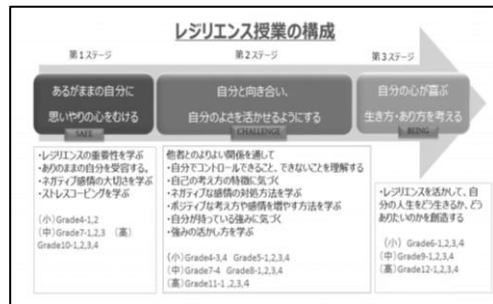 レジリエンス授業の構成
第１ステージ
第２ステージ
第３ステージ
あるがままの自分に
思いやりの心をむける
SAFE
自分と向き合い、
自分のよさを活かせるようにする
CHALLENGE
自分の心が喜ぶ
生き方・あり方を考える
BEING
・レジリエンスの重要性を学ぶ
・ありのままの自分を受容する。
・ネガティブ感情の大切さを学ぶ
・ストレスコーピングを学ぶ
（小）Grade4-1,2
（中）Grade7-1,2,3　（高）
Grade10-1,2,3,4
他者とのよりよい関係を通して
・自分でコントロールできること、できないことを理解する
・自己の考え方の特徴に気づく
・ネガティブな感情の対処方法を学ぶ
・ポジティブな考え方や感情を増やす方法を学ぶ
・自分が持っている強みに気づく
・強みの活かし方を学ぶ
（小）Grade4-3,4　Grade5-1,2,3,4
（中）Grade7-4　Grade8-1,2,3,4
（高）Grade11-1 ,2,3,4
・レジリエンスを活かして、自
分の人生をどう生きるか、どう
ありたいのかを創造する
（小）Grade6-1,2,3,4
（中）Grade9-1,2,3,4
（高）Grade12-1,2,3,4